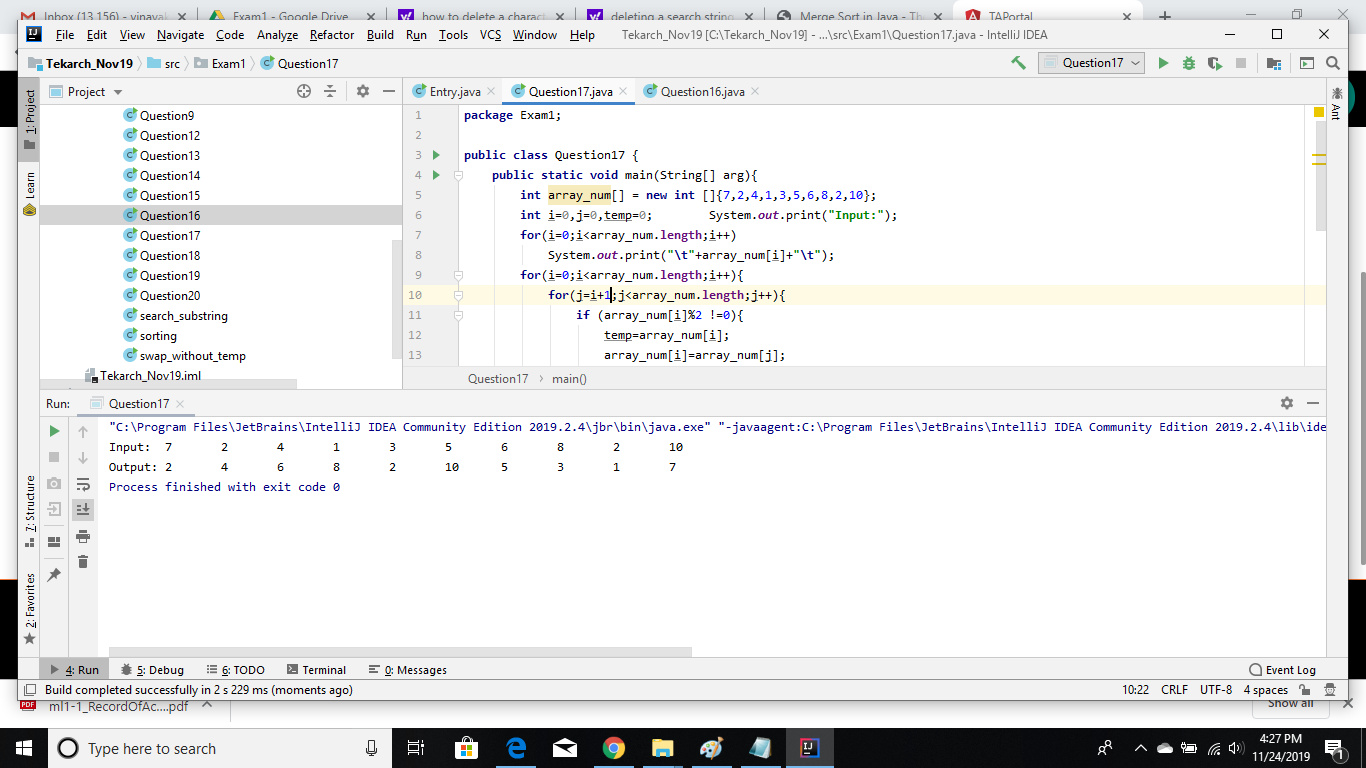 Inbox (13,156) - vinaya
Exam1 - Google Drive
how to delete a charact
deleting a search string
Merge Sort in Java - Th
TAPortal
File Edit View Navigate Code Analyze Refactor Build Run Tools VCS Window Help Tekarch_Nov19 [C:\Tekarch_Nov19] - ...\src\Exam1\Question17.java - IntelliJ IDEA
Tekarch_Nov19 src Exam1 Question17 Question17
1: Project
Learn
7: Structure
2: Favorites
Ant
Project
Question9
Question12
Question13
Question14
Question15
Question16
Question17
Question18
Question19
Question20
search_substring
sorting
swap_without_temp
Tekarch_Nov19.iml
Entry.java Question17.java Question16.java
1 package Exam1;
2
3 public class Question17 {
4 public static void main(String[] arg){
5 int array_num[] = new int []{7,2,4,1,3,5,6,8,2,10};
6 int i=0,j=0,temp=0; System.out.print("Input:");
7 for(i=0;i<array_num.length;i++)
8 System.out.print("\t"+array_num[i]+"\t");
9 for(i=0;i<array_num.length;i++){
10 for(j=i+1;j<array_num.length;j++){
11 if (array_num[i]%2 !=0){
12 temp=array_num[i];
13 array_num[i]=array_num[j];
Question17 main()
Run: Question17
"C:\Program Files\JetBrains\IntelliJ IDEA Community Edition 2019.2.4\jbr\bin\java.exe" "-javaagent:C:\Program Files\JetBrains\IntelliJ IDEA Community Edition 2019.2.4\lib\ide
Input: 7 2 4 1 3 5 6 8 2 10
Output: 2 4 6 8 2 10 5 3 1 7
Process finished with exit code 0
4: Run 5: Debug 6: TODO Terminal 0: Messages Event Log
Build completed successfully in 2 s 229 ms (moments ago) 10:22 CRLF UTF-8 4 spaces
PDF ml1-1_RecordOfAc....pdf Show all
Type here to search
4:27 PM
11/24/2019
1